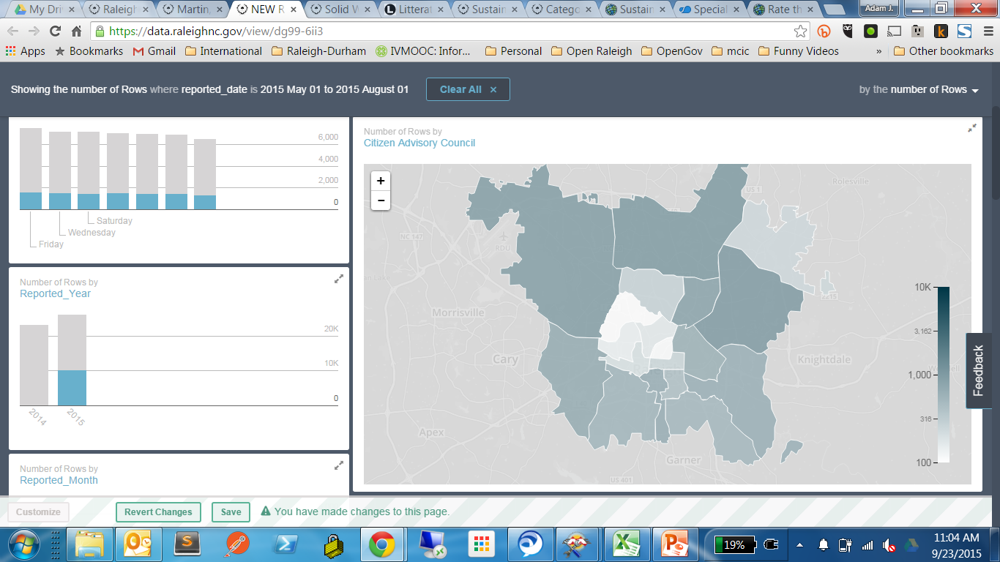 My Driv
Raleigh
Martin,
NEW R
Solid W
Litterat
Sustain
Catego
Sustain
Special
Rate th
Adam J.
https://data.raleighnc.gov/view/dg99-6ii3
Apps
Bookmarks
Gmail
International
Raleigh-Durham
IVMOOC: Infor...
Personal
Open Raleigh
OpenGov
mcic
Funny Videos
»
Other bookmarks
Showing the number of Rows where reported_date is 2015 May 01 to 2015 August 01
Clear All ×
by the number of Rows
6,000
4,000
2,000
0
Saturday
Wednesday
Friday
Number of Rows by
Reported_Year
20K
10K
0
2014
2015
Number of Rows by
Reported_Month
Number of Rows by
Citizen Advisory Council
+
−
Rolesville
US 1
NC 147
RDU
Morrisville
Cary
Knightdale
Apex
Garner
US 401
10K
3,162
1,000
316
100
Feedback
Customize
Revert Changes
Save
You have made changes to this page.
19%
11:04 AM
9/23/2015